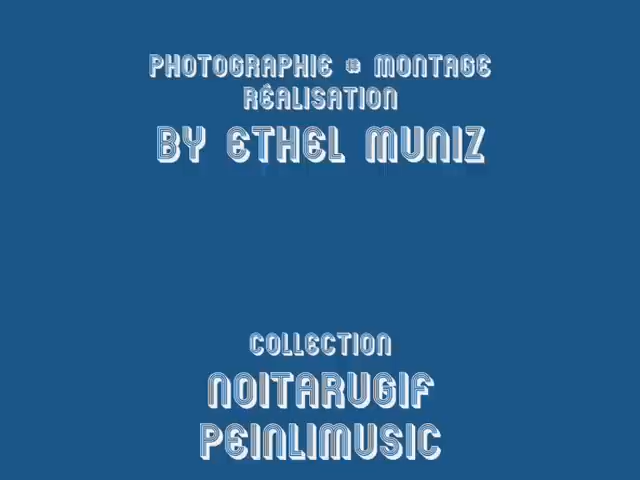 PHOTOGRAPHIE & MONTAGE
RÉALISATION
BY ETHEL MUNIZ
COLLECTION
NOITARUGIF
PEINLIMUSIC